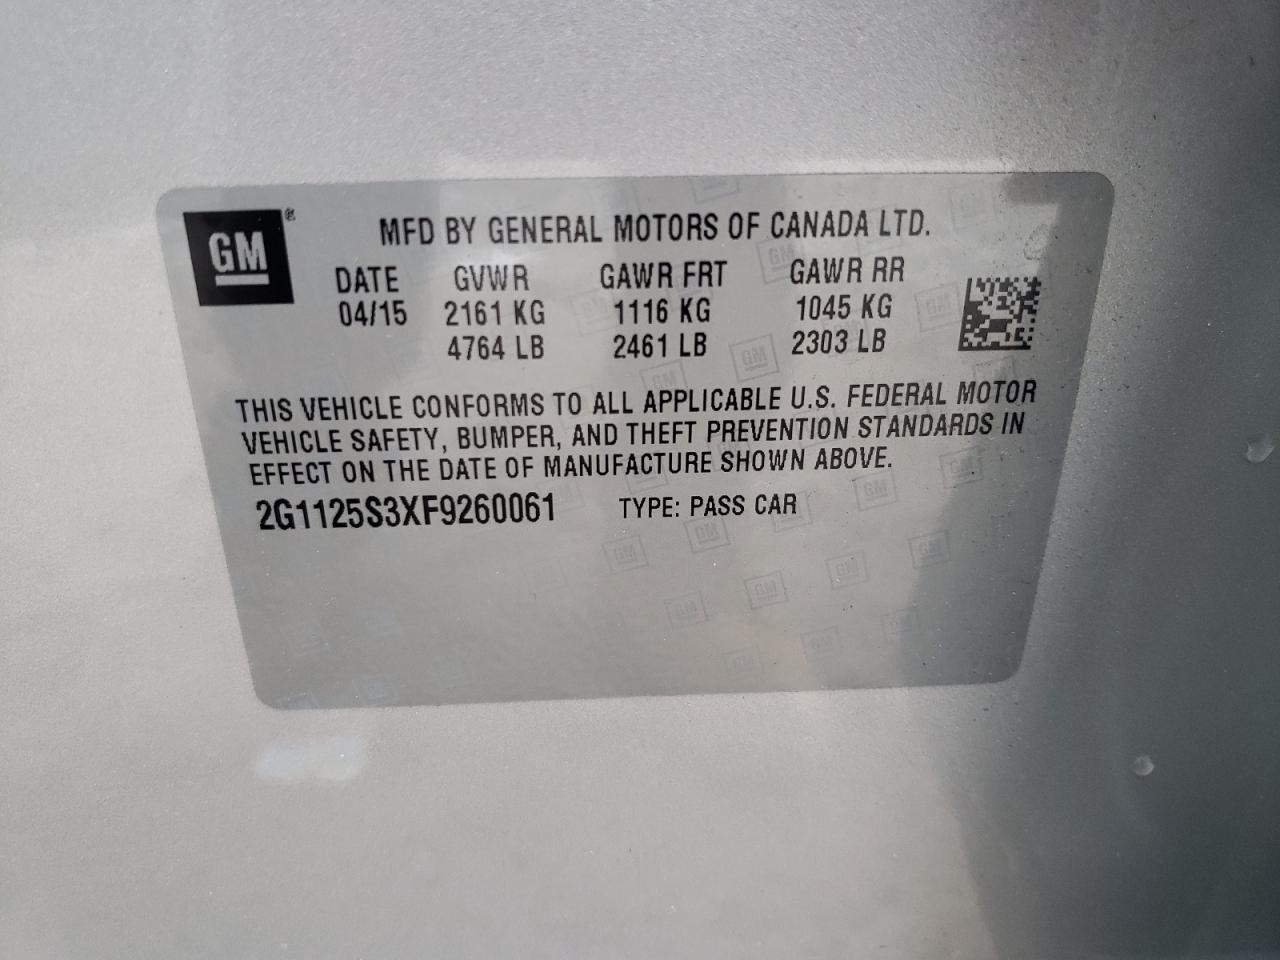 GM®
MFD BY GENERAL MOTORS OF CANADA LTD.
DATE GVWR GAWR FRT GAWR RR
04/15 2161 KG 1116 KG 1045 KG
4764 LB 2461 LB 2303 LB
THIS VEHICLE CONFORMS TO ALL APPLICABLE U.S. FEDERAL MOTOR
VEHICLE SAFETY, BUMPER, AND THEFT PREVENTION STANDARDS IN
EFFECT ON THE DATE OF MANUFACTURE SHOWN ABOVE.
2G1125S3XF9260061 TYPE: PASS CAR